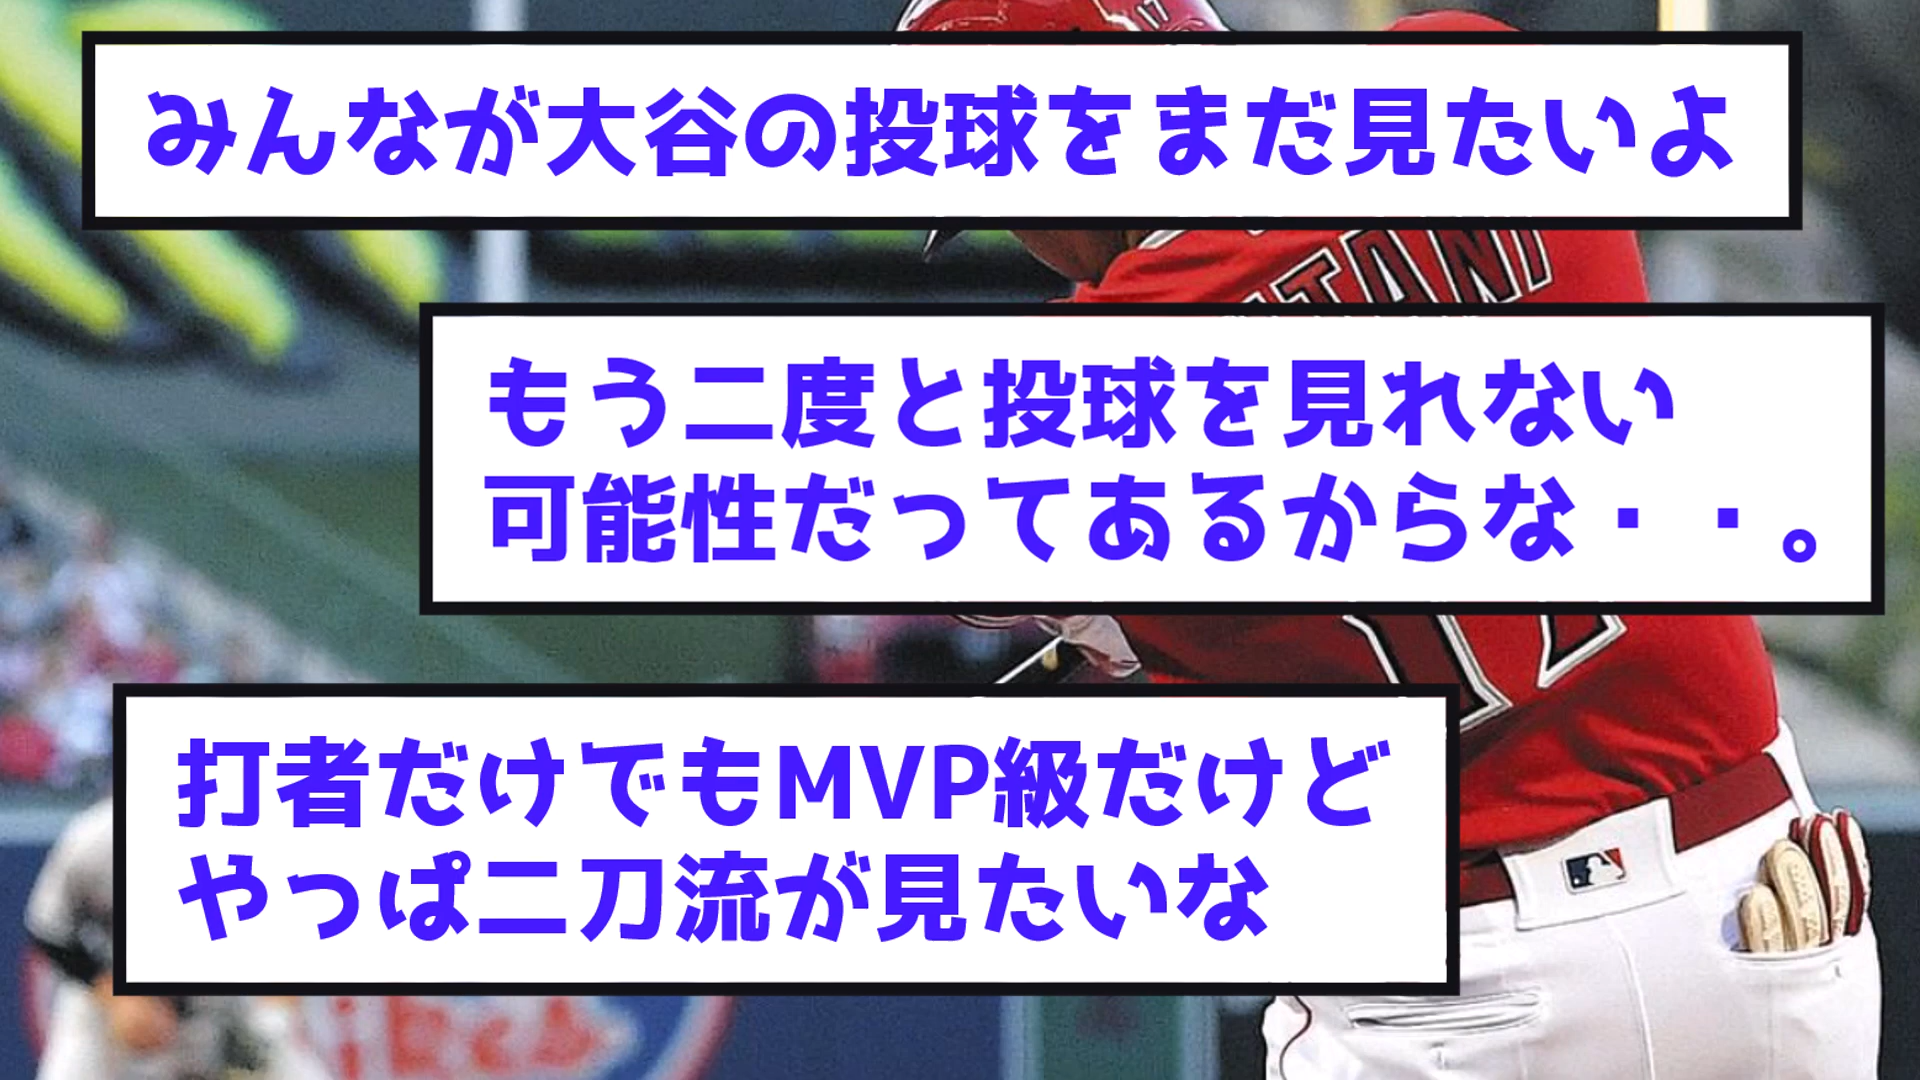 17
みんなが大谷の投球をまだ見たいよ
TANI
もう二度と投球を見れない
可能性だってあるからな・・。
打者だけでもMVP級だけど
やっぱ二刀流が見たいな